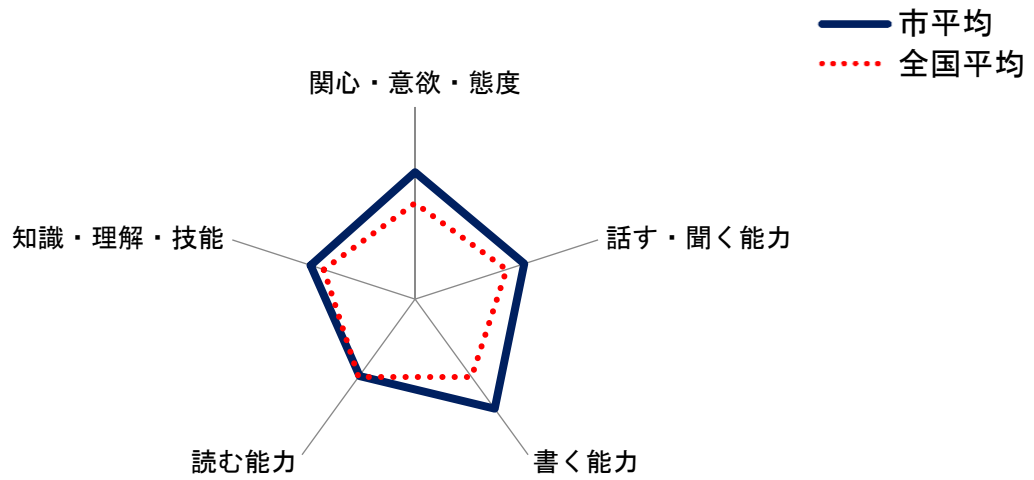 市平均
全国平均
関心・意欲・態度
知識・理解・技能
話す・聞く能力
読む能力
書く能力